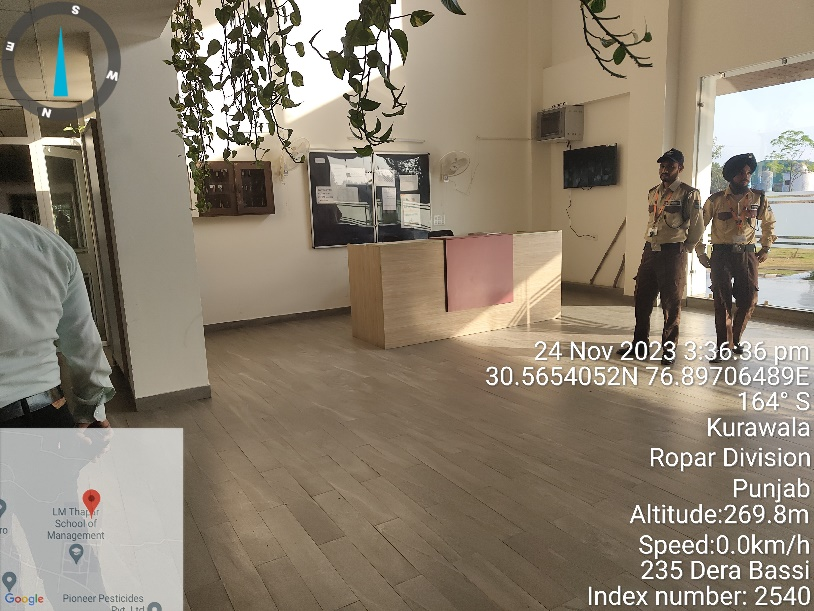 S
E
W
N
24 Nov 2023 3:36:36 pm
30.5654052N 76.89706489E
164° S
Kurawala
Ropar Division
Punjab
Altitude:269.8m
Speed:0.0km/h
235 Dera Bassi
Index number: 2540
LM Thapar
School of
Management
ro
Pioneer Pesticides
Pvt. Ltd
Google